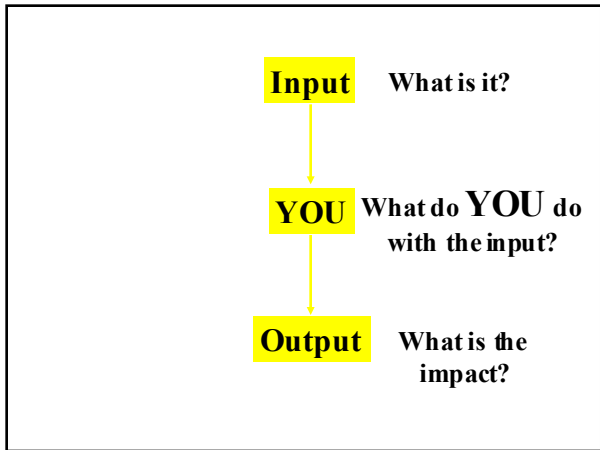 Input
What is it?
YOU
What do YOU do
with the input?
Output
What is the
impact?